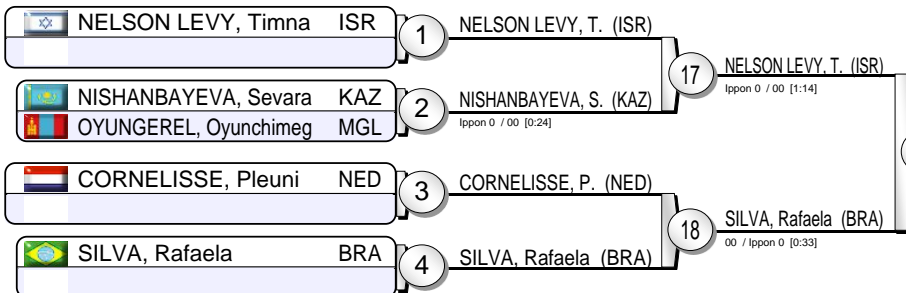 NELSON LEVY, Timna ISR
1
NELSON LEVY, T. (ISR)
17
NELSON LEVY, T. (ISR)
Ippon 0 / 00 [1:14]
NISHANBAYEVA, Sevara KAZ
OYUNGEREL, Oyunchimeg MGL
2
NISHANBAYEVA, S. (KAZ)
Ippon 0 / 00 [0:24]
CORNELISSE, Pleuni NED
3
CORNELISSE, P. (NED)
18
SILVA, Rafaela (BRA)
00 / Ippon 0 [0:33]
SILVA, Rafaela BRA
4
SILVA, Rafaela (BRA)